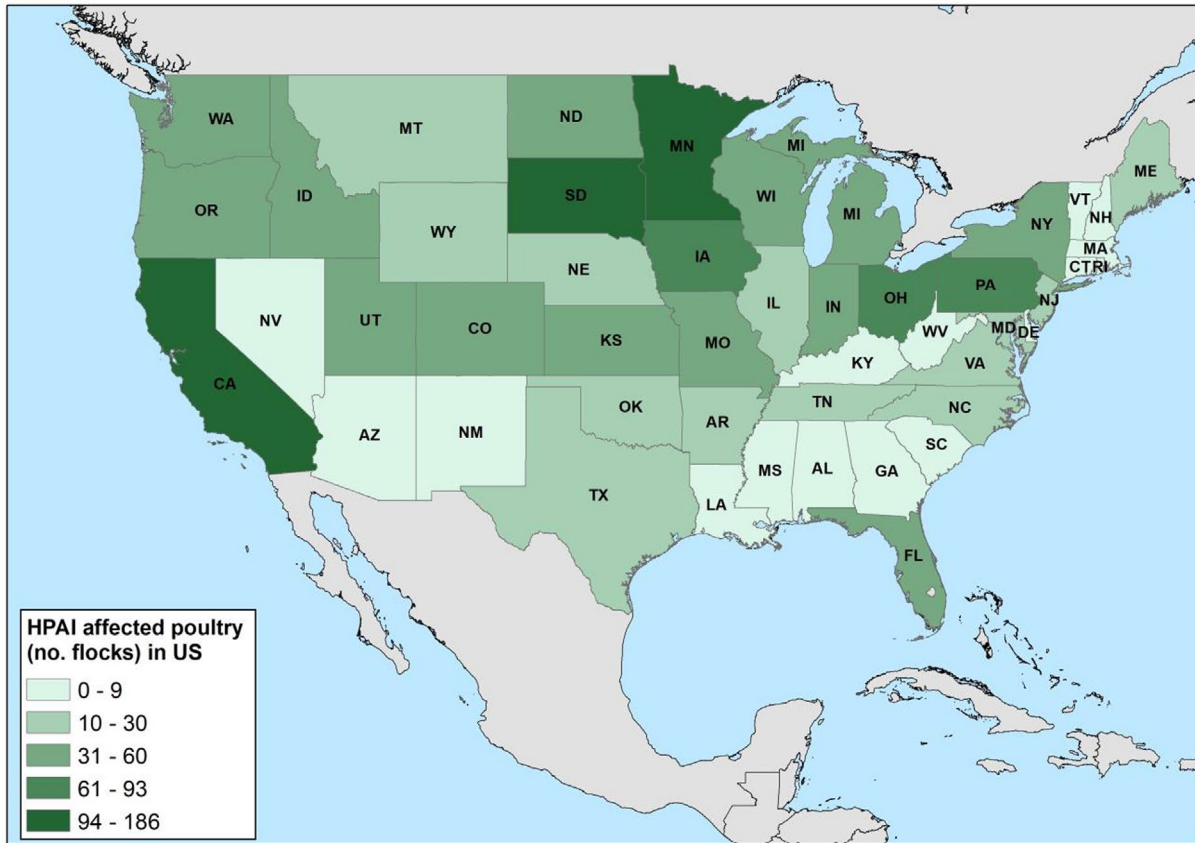 WA
MT
ND
MN
MI
ME
OR
ID
SD
WI
MI
VT
NH
NY
WY
MA
CT
RI
IA
NE
PA
NJ
OH
IL
IN
NV
UT
CO
MD
DE
WV
KS
MO
KY
VA
CA
TN
NC
OK
AR
AZ
NM
SC
MS
AL
GA
TX
LA
FL
HPAI affected poultry
(no. flocks) in US
0 - 9
10 - 30
31 - 60
61 - 93
94 - 186